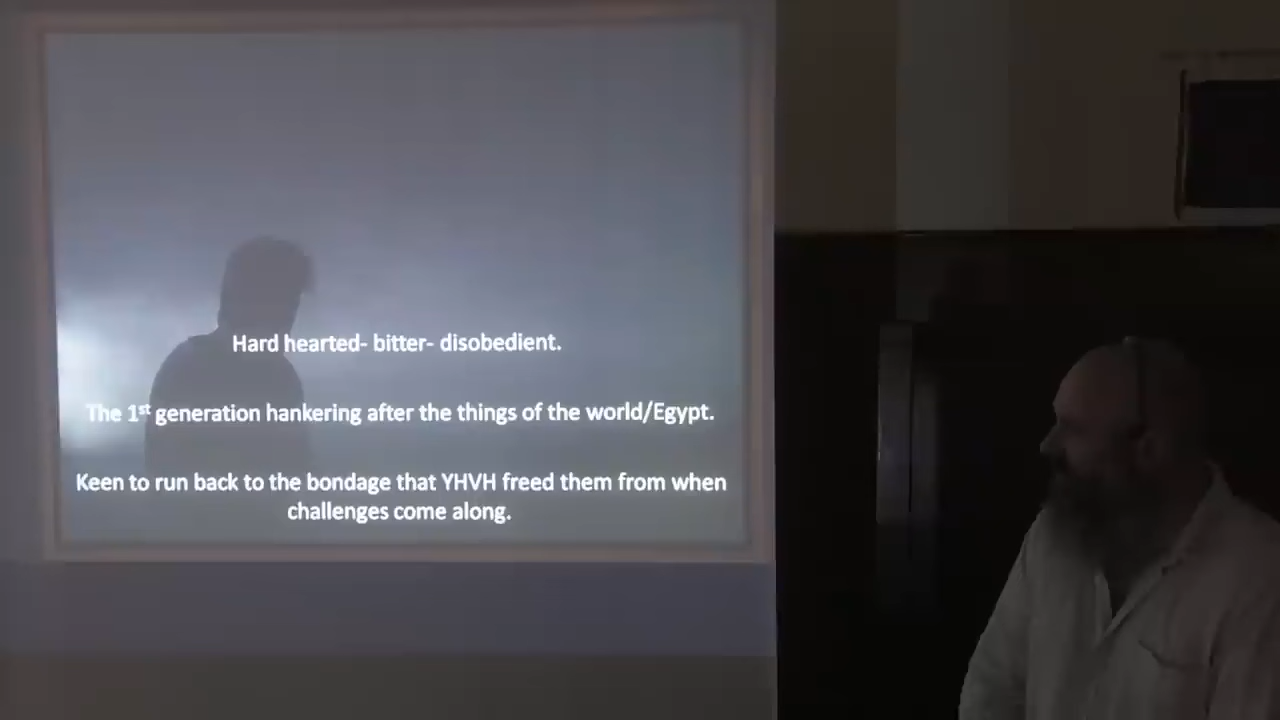 Hard hearted- bitter- disobedient.
The 1st generation hankering after the things of the world/Egypt.
Keen to run back to the bondage that YHVH freed them from when
challenges come along.